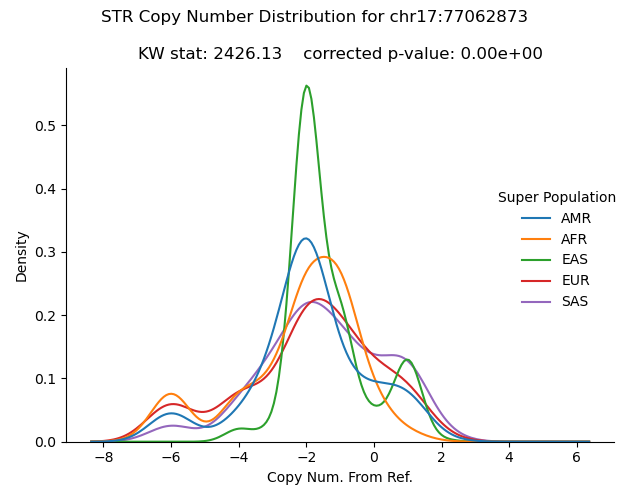 STR Copy Number Distribution for chr17:77062873
KW stat: 2426.13    corrected p-value: 0.00e+00
Density
0.5
0.4
0.3
0.2
0.1
0.0
Super Population
AMR
AFR
EAS
EUR
SAS
−8 −6 −4 −2 0 2 4 6
Copy Num. From Ref.